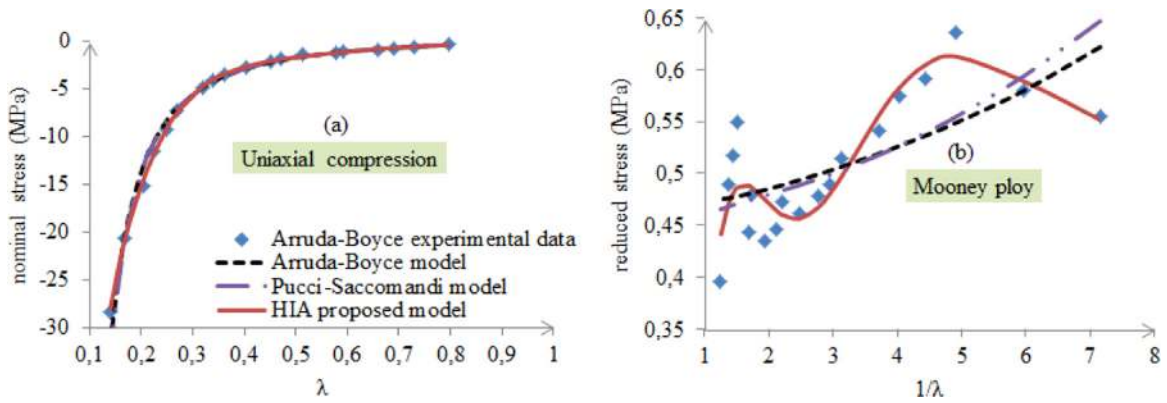 nominal stress (MPa)
0
-5
-10
-15
-20
-25
-30
0,1
0,2
0,3
0,4
0,5
0,6
0,7
0,8
0,9
1
λ
(a)
Uniaxial compression
Arruda-Boyce experimental data
Arruda-Boyce model
Pucci-Saccomandi model
HIA proposed model
reduced stress (MPa)
0,65
0,6
0,55
0,5
0,45
0,4
0,35
1
2
3
4
5
6
7
8
1/λ
(b)
Mooney ploy